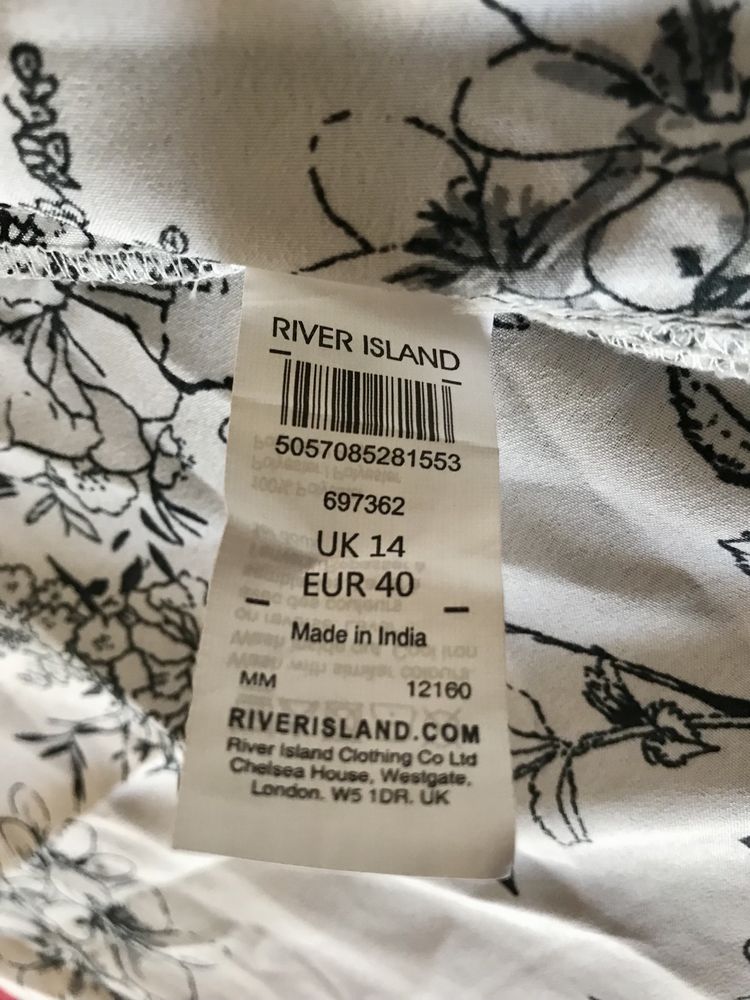 RIVER ISLAND
5057085281553
697362
UK 14
EUR 40
Made in India
MM 12160
RIVERISLAND.COM
River Island Clothing Co Ltd
Chelsea House, Westgate,
London. W5 1DR. UK